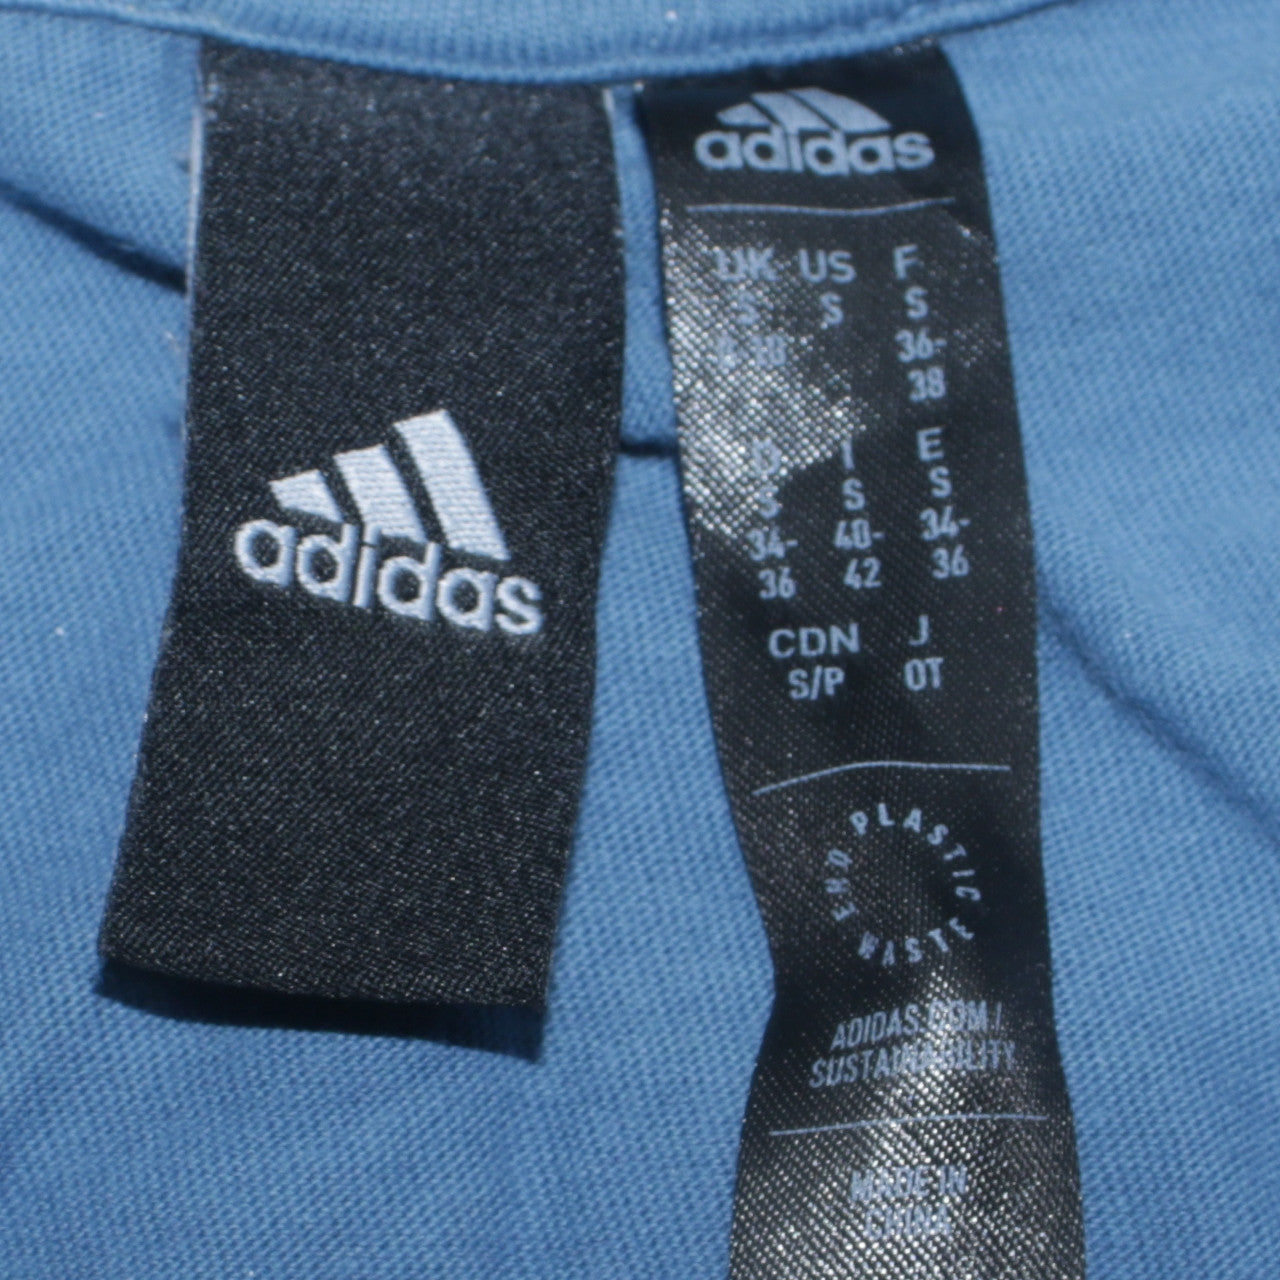 adidas
adidas
UK US F
S S S
36-
38
D I E
S S S
34- 40- 34-
36 42 36
CDN J
S/P OT
END PLASTIC WASTE
ADIDAS.COM/
SUSTAINABILITY
MADE IN
CHINA